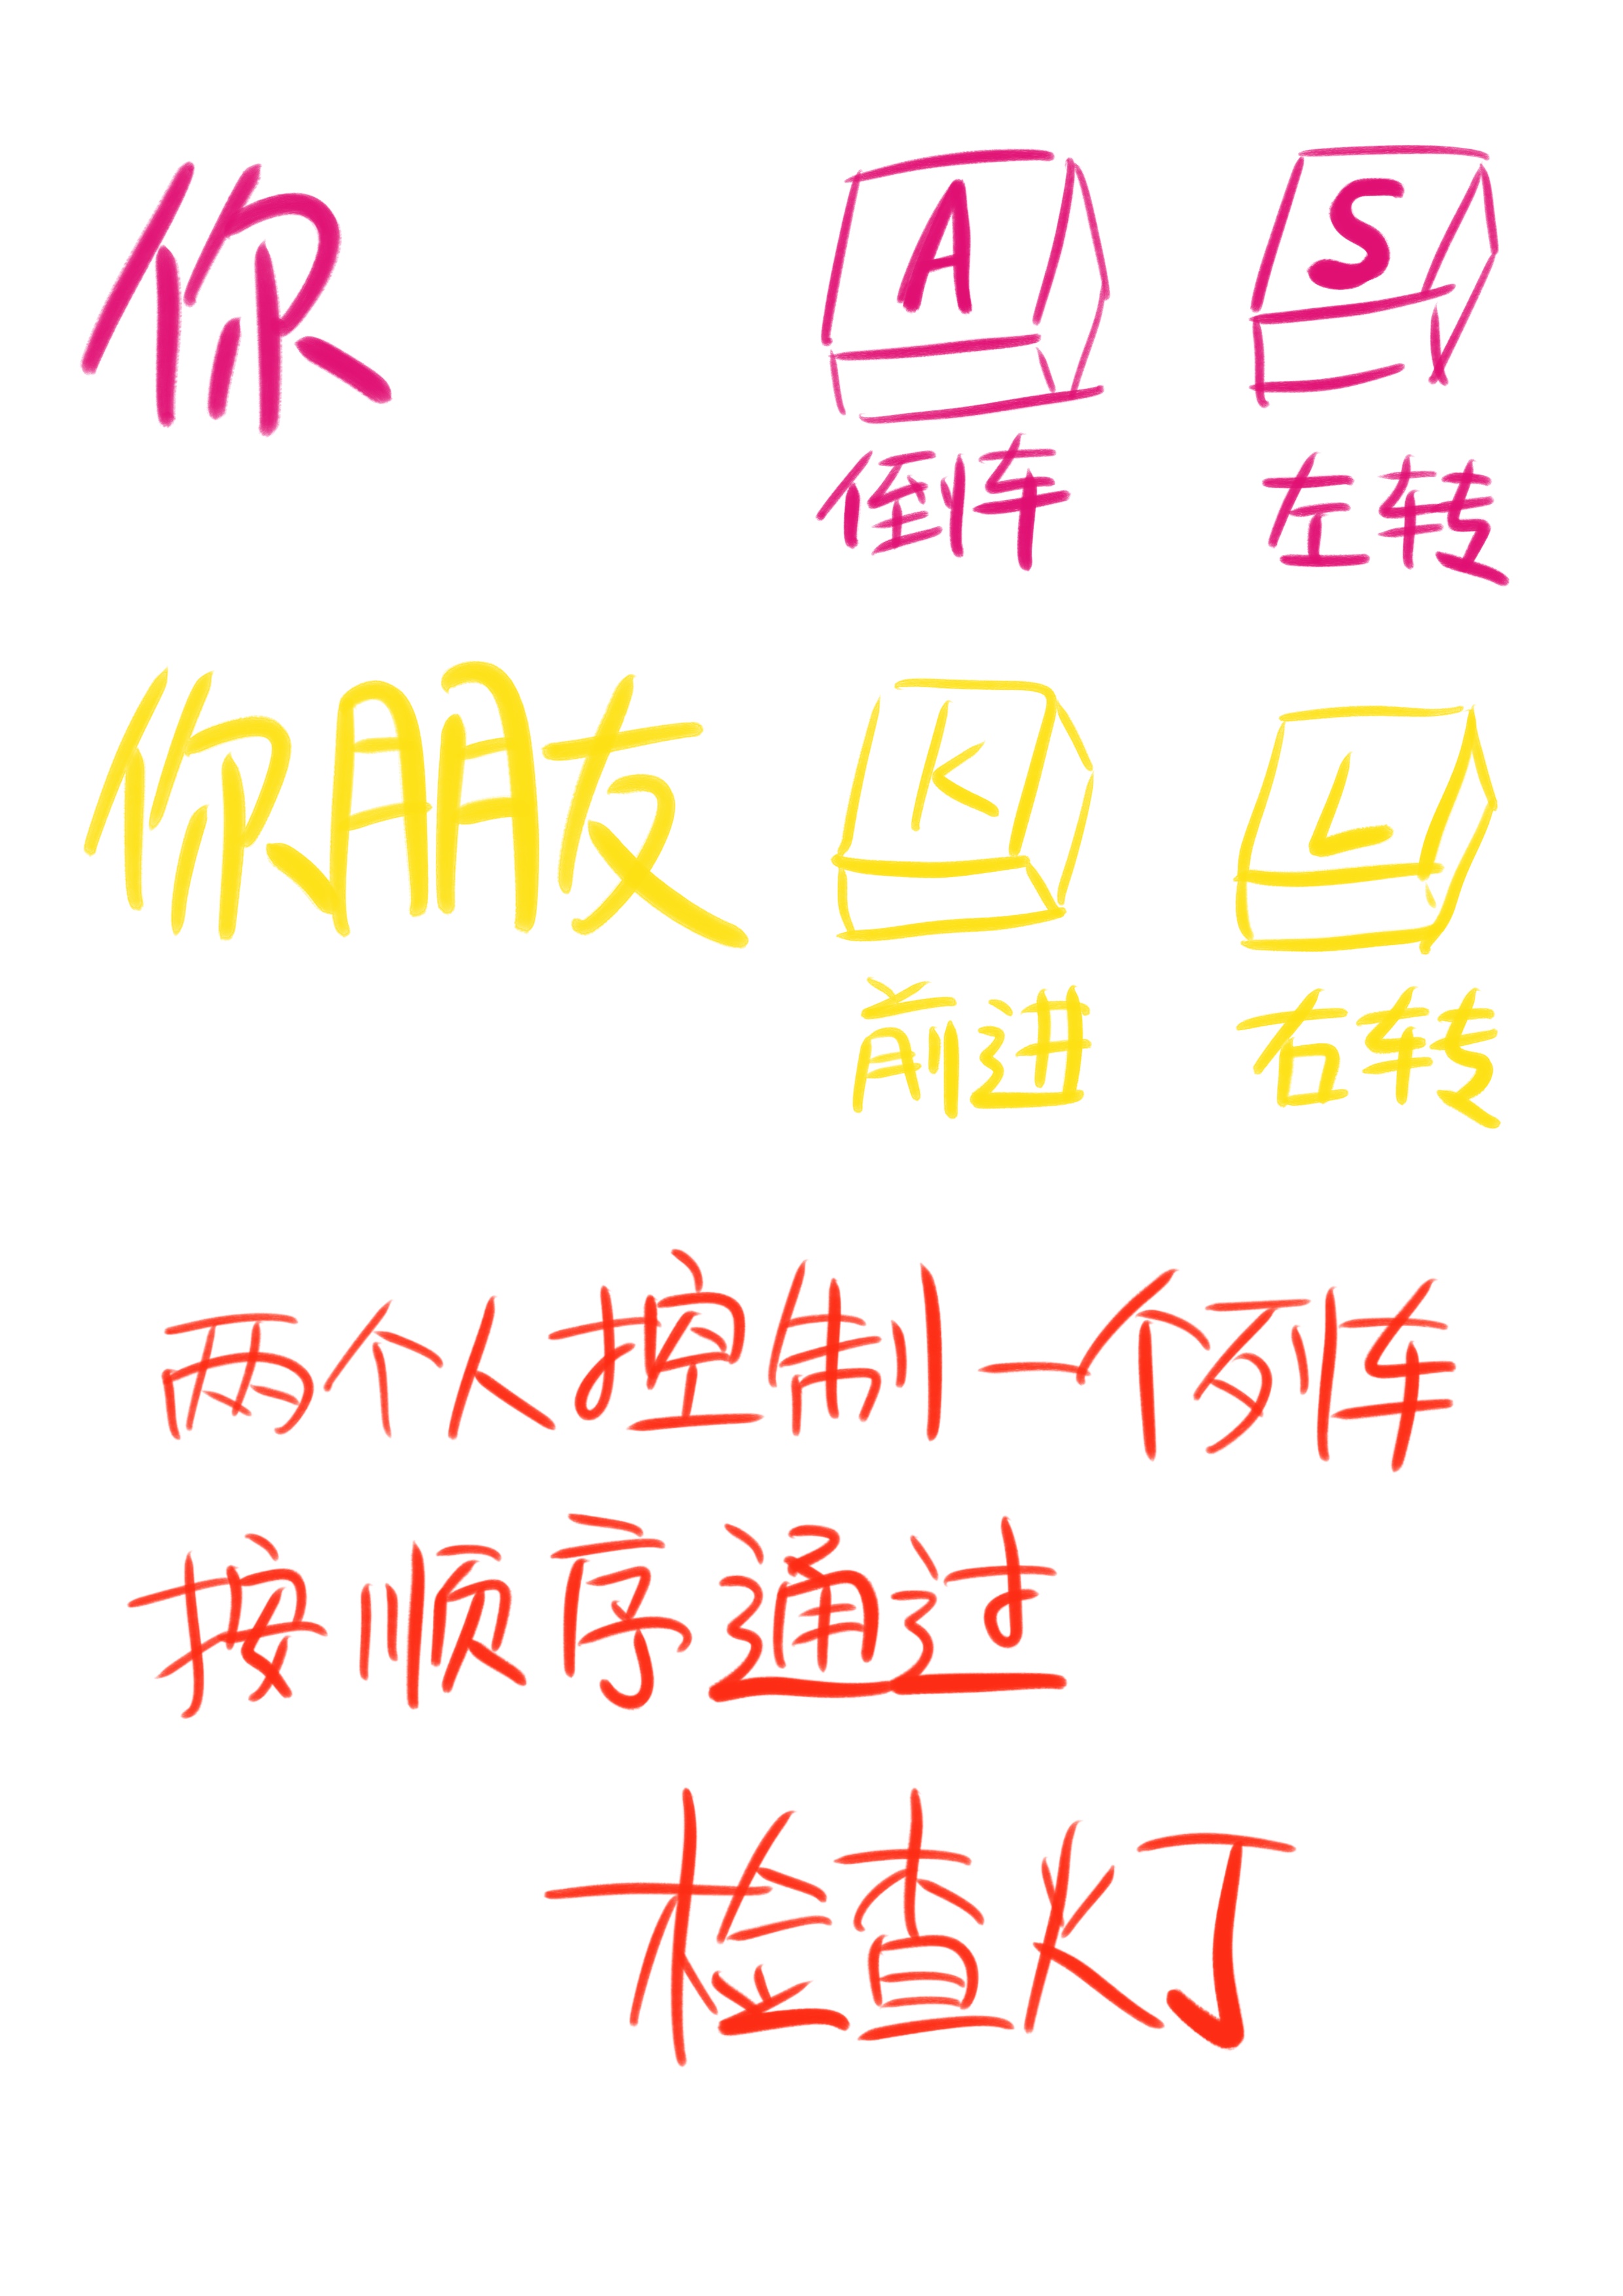 你 A S
倒车 左转
你朋友 K L
前进 右转
两个人控制一个列车
按顺序通过
检查灯